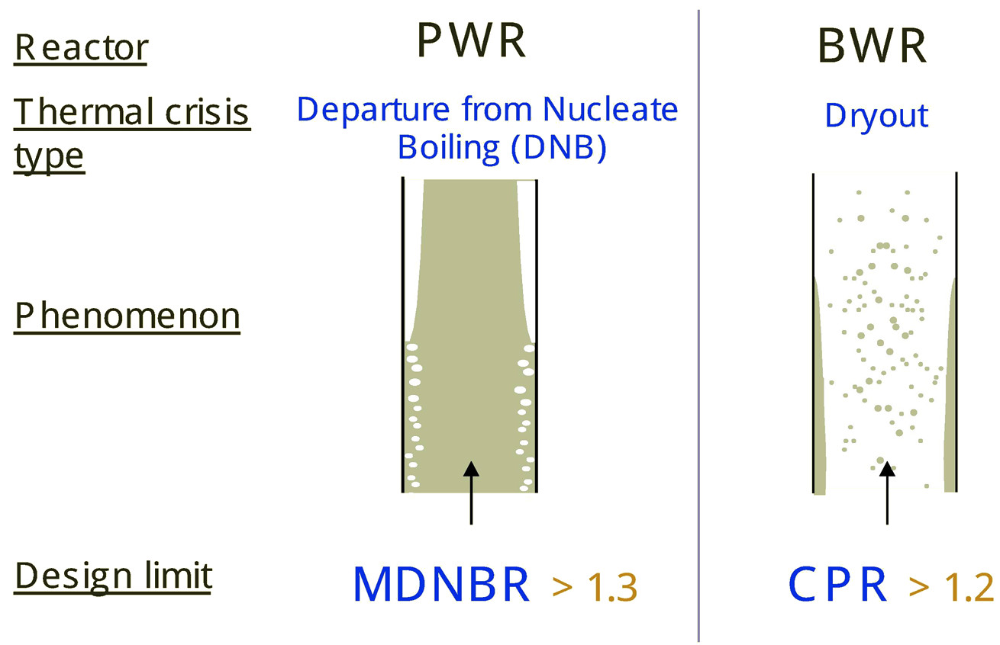 Reactor
PWR
BWR
Thermal crisis
type
Departure from Nucleate
Boiling (DNB)
Dryout
Phenomenon
Design limit
MDNBR > 1.3
CPR > 1.2